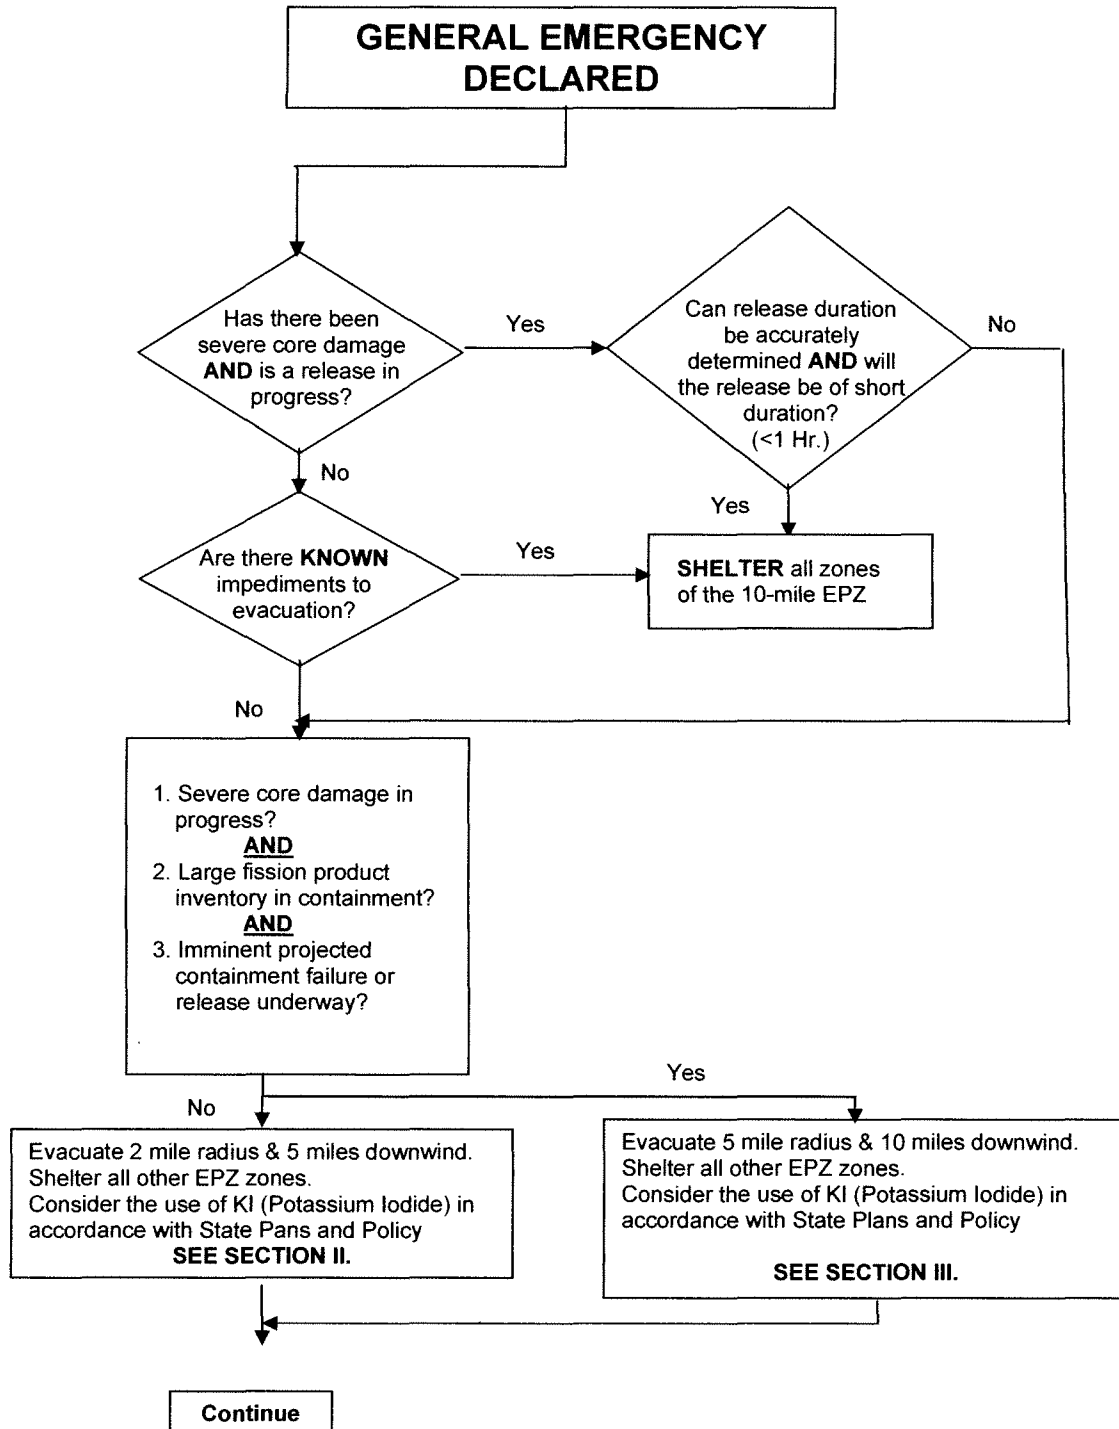 GENERAL EMERGENCY
DECLARED
Has there been
severe core damage
AND is a release in
progress?
Yes
Can release duration
be accurately
determined AND will
the release be of short
duration?
(<1 Hr.)
No
No
Yes
Are there KNOWN
impediments to
evacuation?
Yes
SHELTER all zones
of the 10-mile EPZ
No
1. Severe core damage in
progress?
AND
2. Large fission product
inventory in containment?
AND
3. Imminent projected
containment failure or
release underway?
Yes
No
Evacuate 2 mile radius & 5 miles downwind.
Shelter all other EPZ zones.
Consider the use of KI (Potassium Iodide) in
accordance with State Pans and Policy
SEE SECTION II.
Evacuate 5 mile radius & 10 miles downwind.
Shelter all other EPZ zones.
Consider the use of KI (Potassium Iodide) in
accordance with State Plans and Policy
SEE SECTION III.
Continue